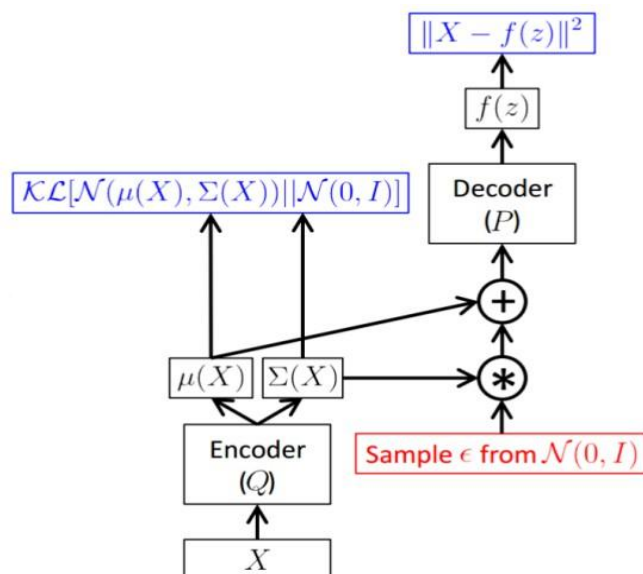 ‖X − f(z)‖²
f(z)
𝒦ℒ[𝒩(μ(X), Σ(X))||𝒩(0, I)]
Decoder
(P)
+
μ(X)
Σ(X)
*
Encoder
(Q)
Sample ϵ from 𝒩(0, I)
X